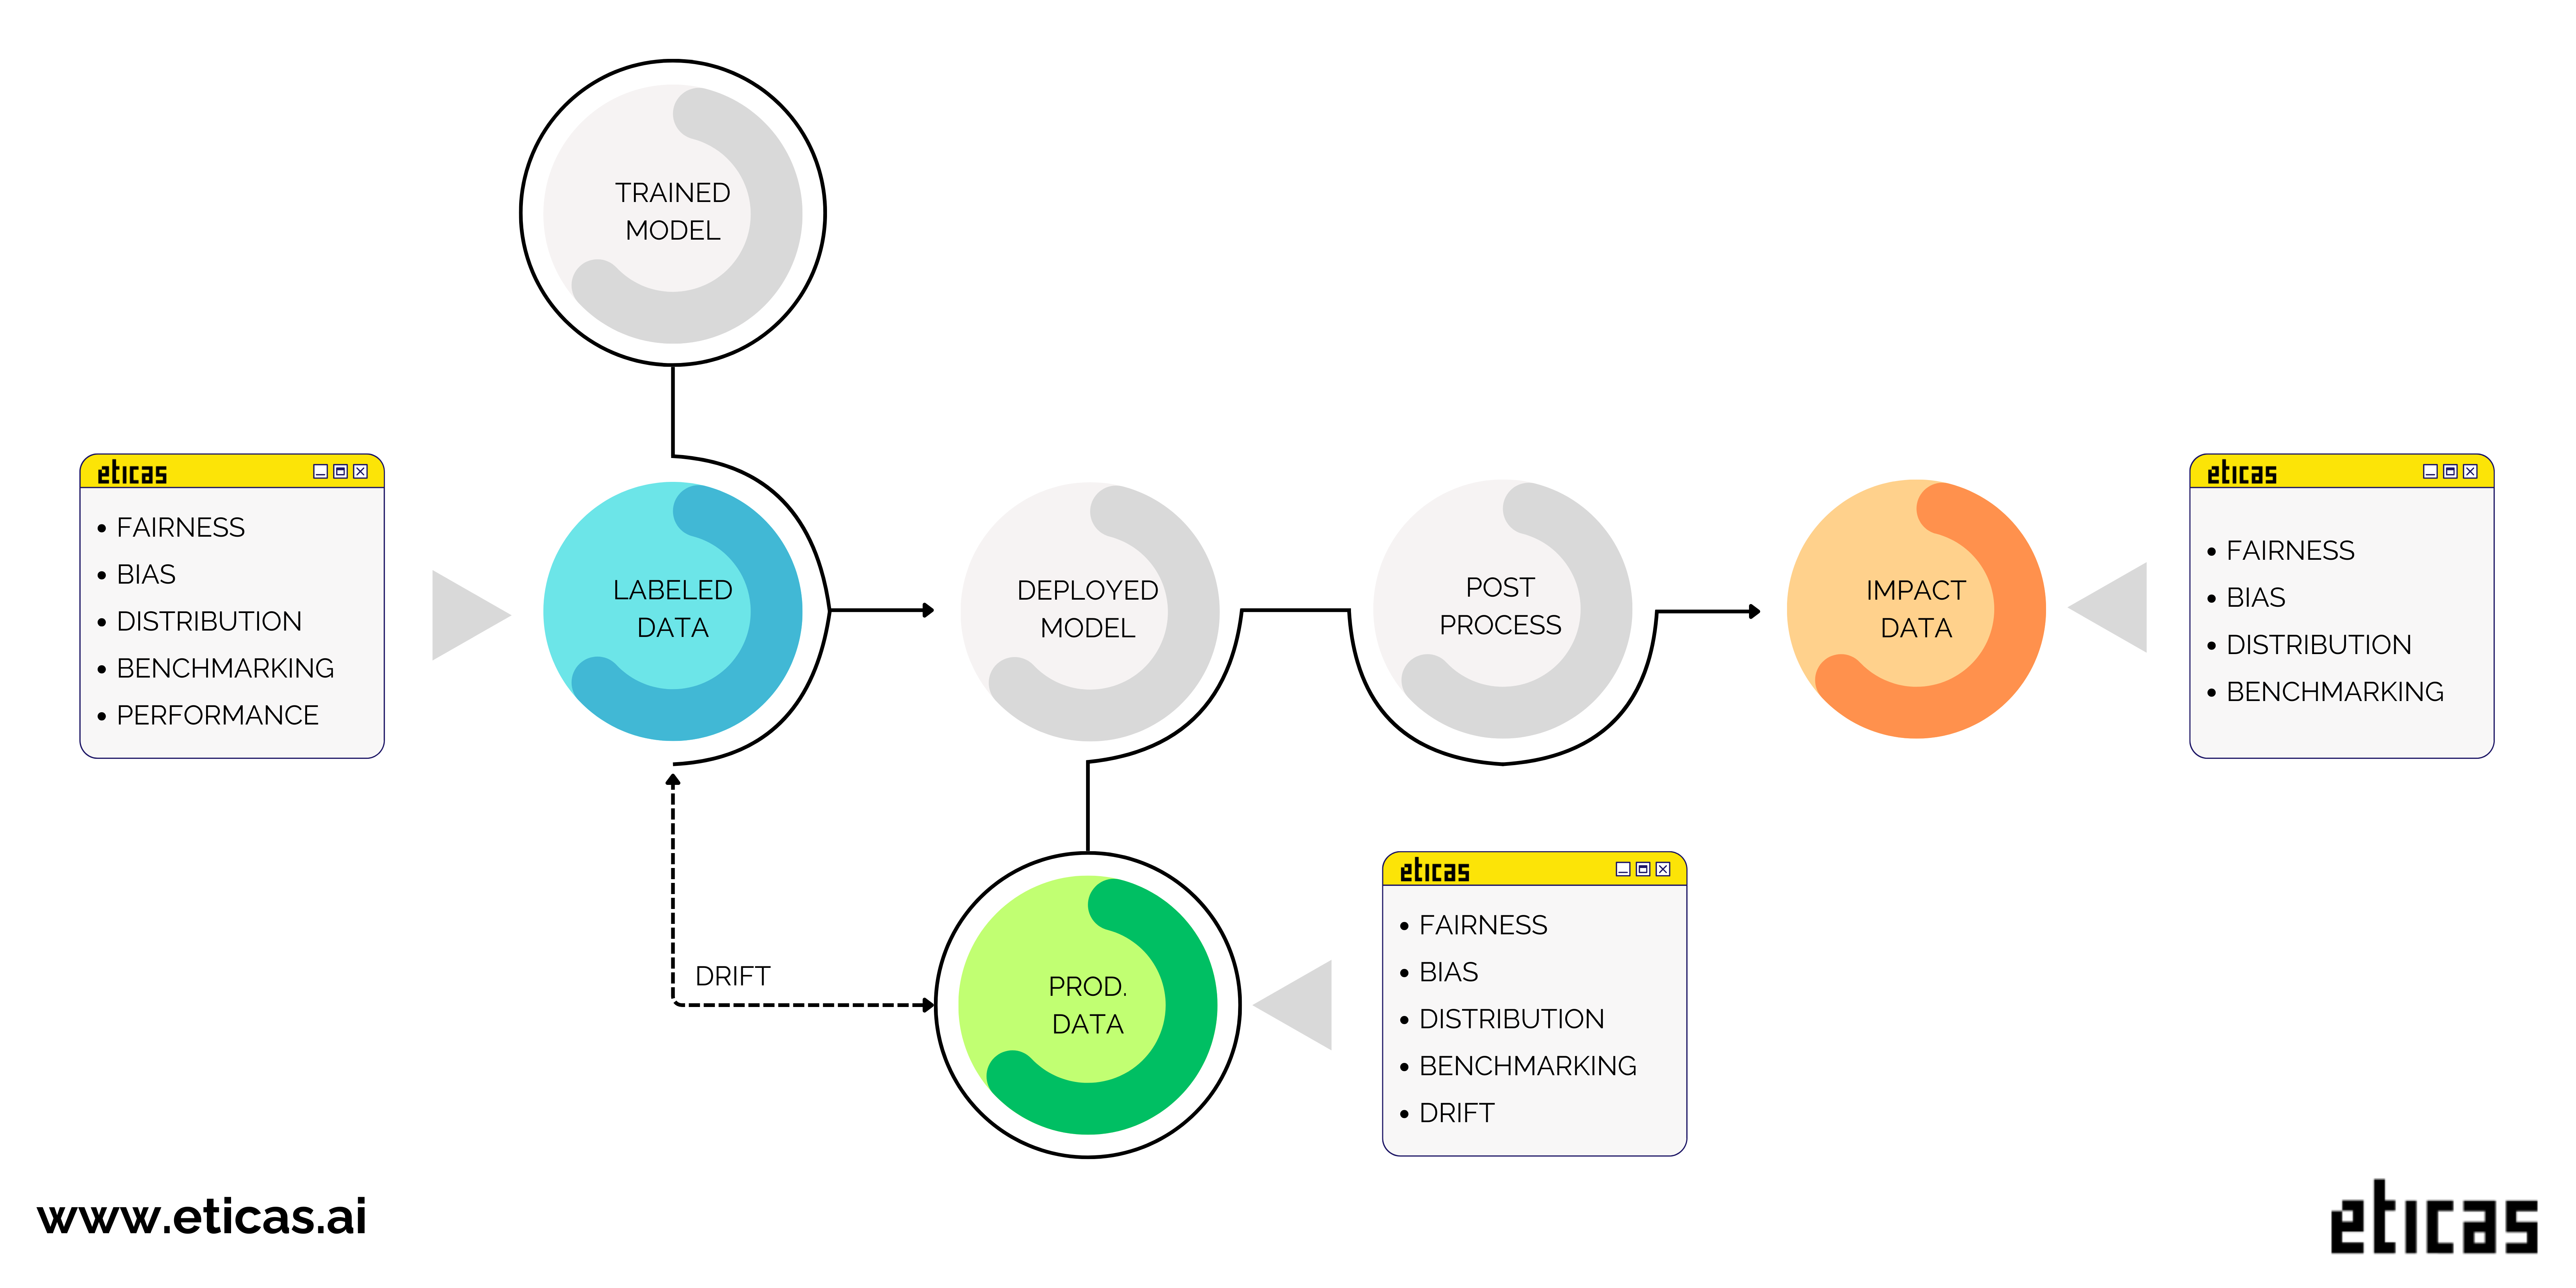 TRAINED
MODEL
eticas
• FAIRNESS
• BIAS
• DISTRIBUTION
• BENCHMARKING
• PERFORMANCE
LABELED
DATA
DEPLOYED
MODEL
POST
PROCESS
IMPACT
DATA
eticas
• FAIRNESS
• BIAS
• DISTRIBUTION
• BENCHMARKING
DRIFT
PROD.
DATA
eticas
• FAIRNESS
• BIAS
• DISTRIBUTION
• BENCHMARKING
• DRIFT
www.eticas.ai
eticas